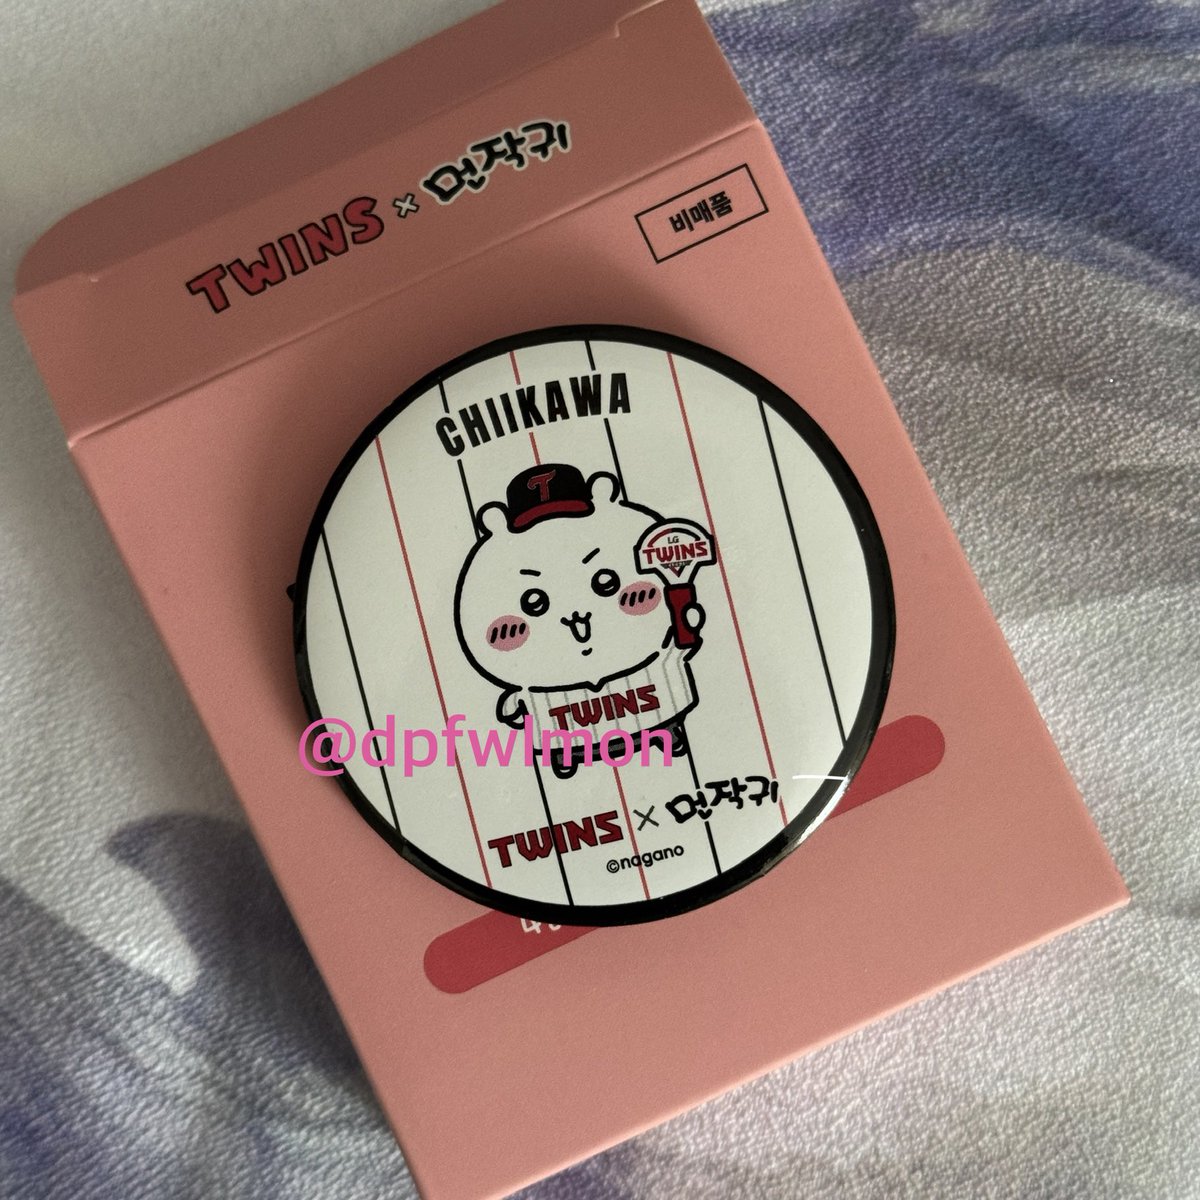 TWINS × 먼작귀
비매품
CHIIKAWA
T
LG
TWINS
TWINS
@dpfwlmon
TWINS × 먼작귀
©nagano